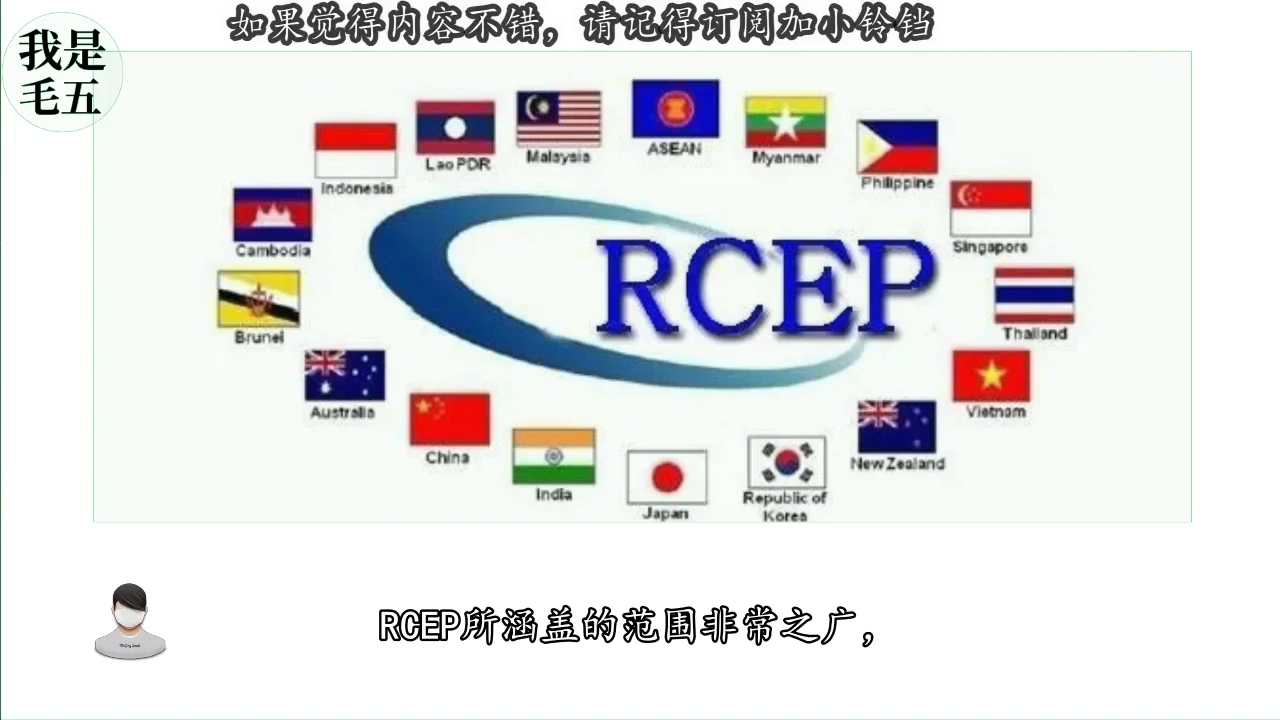 如果觉得内容不错，请记得订阅加小铃铛
我是
毛五
ASEAN
Malaysia
Myanmar
Lao PDR
Philippine
Indonesia
Singapore
Cambodia
RCEP
Brunei
Thailand
Australia
Vietnam
China
New Zealand
India
Republic of
Korea
Japan
RCEP所涵盖的范围非常之广，